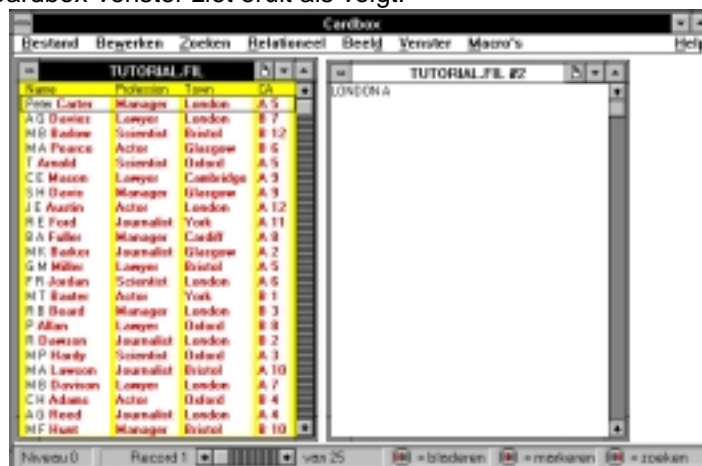 Cardbox venster ziet eruit als volgt.
Cardbox
Bestand Bewerken Zoeken Relationeel Beeld Venster Macro's Help
TUTORIAL.FIL
TUTORIAL.FIL #2
Name Profession Town CA
LONDON A
Peter Carter Manager London A 5
A G Davies Lawyer London B 7
M B Barlow Scientist Bristol B 12
M A Pearce Actor Glasgow B 6
T Arnold Scientist Oxford A 5
C E Mason Lawyer Cambridge A 9
S H Davis Manager Glasgow A 9
J E Austin Actor London A 12
R E Ford Journalist York A 11
B A Fuller Manager Cardiff A 8
M K Barker Journalist Glasgow A 2
G M Miller Lawyer Bristol A 5
F R Jordan Scientist London A 6
M T Baxter Actor York B 1
R B Beard Manager London B 3
P Allan Lawyer Oxford B 8
R Dawson Journalist London B 2
M P Hardy Scientist Oxford A 3
M A Lawson Journalist Bristol A 10
M B Davison Lawyer London A 7
C H Adams Actor Oxford B 4
A G Reed Journalist London A 4
M F Hunt Manager Bristol B 10
Niveau 0 Record 1 van 25 = bladeren = markeren = zoeken